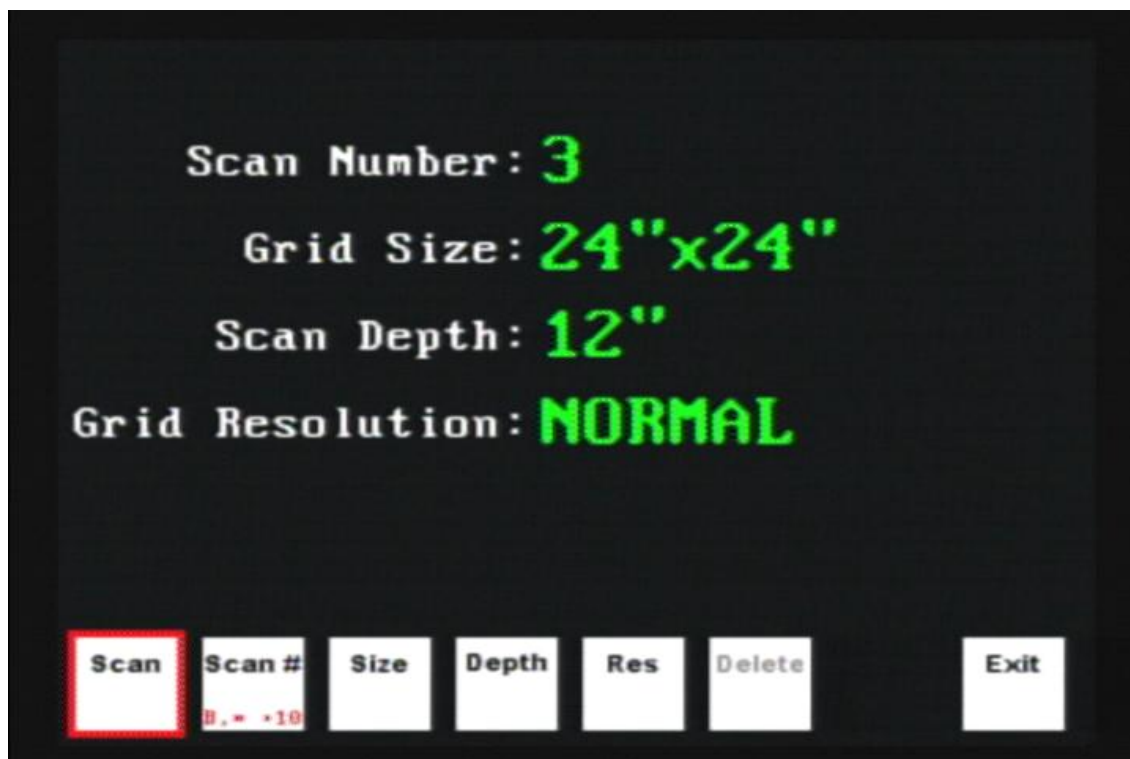 Scan Number: 3
Grid Size: 24"x24"
Scan Depth: 12"
Grid Resolution: NORMAL
Scan Scan # Size Depth Res Delete Exit